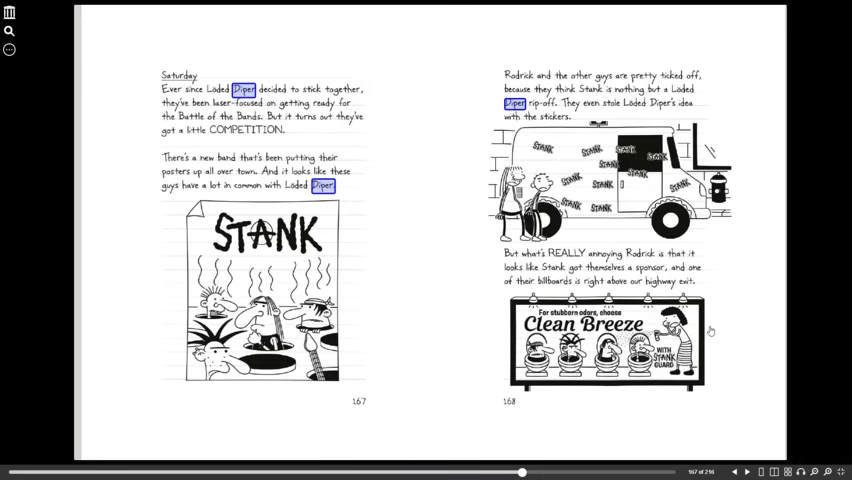 Saturday
Ever since Löded Diper decided to stick together,
they've been laser-focused on getting ready for
the Battle of the Bands. But it turns out they've
got a little COMPETITION.
There's a new band that's been putting their
posters up all over town. And it looks like these
guys have a lot in common with Löded Diper.
STANK
167
Rodrick and the other guys are pretty ticked off,
because they think Stank is nothing but a Löded
Diper rip-off. They even stole Löded Diper's idea
with the stickers.
STANK
STANK
STANK
STANK
STANK
STANK
STANK
STANK
STANK
STANK
STANK
But what's REALLY annoying Rodrick is that it
looks like Stank got themselves a sponsor, and one
of their billboards is right above our highway exit.
For stubborn odors, choose
Clean Breeze
WITH
STANK
GUARD
168
167 of 216